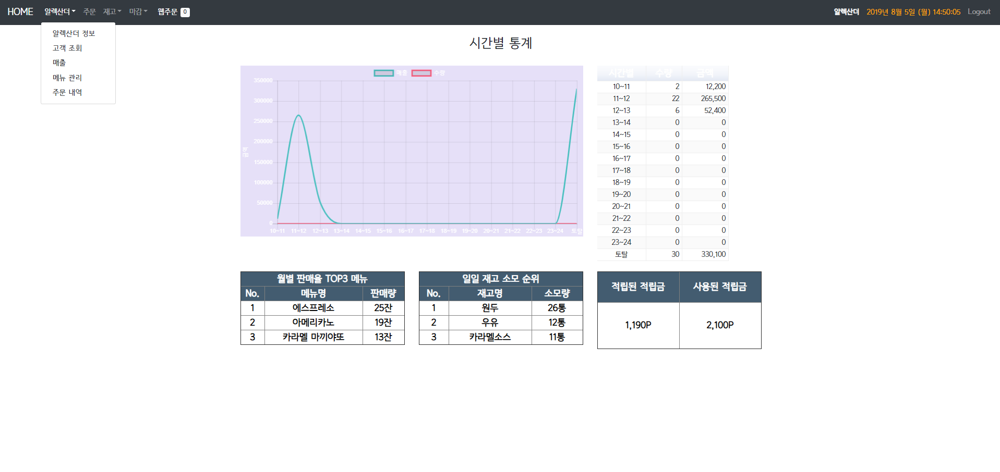 HOME 알렉산더 주문 재고 마감 웹주문 0 알렉산더 2019년 8월 5일 (월) 14:50:05 Logout
알렉산더 정보
고객 조회
매출
메뉴 관리
주문 내역
시간별 통계
매출 수량
350000
300000
250000
200000
150000
100000
50000
0
금액
10~11 11~12 12~13 13~14 14~15 15~16 16~17 17~18 18~19 19~20 20~21 21~22 22~23 23~24 토탈
시간별 수량 금액
10~11 2 12,200
11~12 22 265,500
12~13 6 52,400
13~14 0 0
14~15 0 0
15~16 0 0
16~17 0 0
17~18 0 0
18~19 0 0
19~20 0 0
20~21 0 0
21~22 0 0
22~23 0 0
23~24 0 0
토탈 30 330,100
월별 판매율 TOP3 메뉴
No. 메뉴명 판매량
1 에스프레소 25잔
2 아메리카노 19잔
3 카라멜 마끼야또 13잔
일일 재고 소모 순위
No. 재고명 소모량
1 원두 26통
2 우유 12통
3 카라멜소스 11통
적립된 적립금 사용된 적립금
1,190P 2,100P